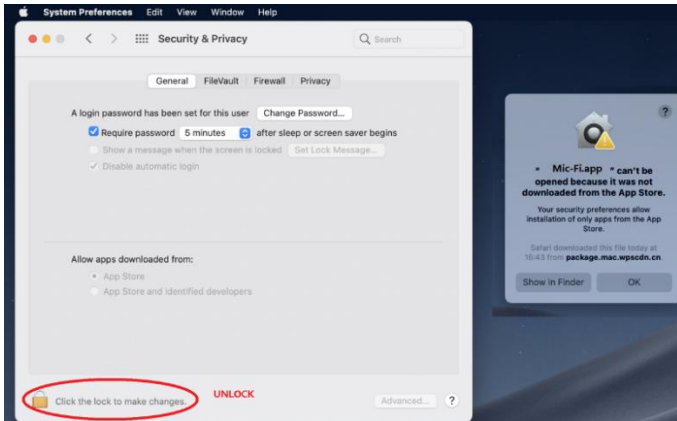 System Preferences Edit View Window Help
Security & Privacy
Search
General FileVault Firewall Privacy
A login password has been set for this user Change Password...
Require password 5 minutes after sleep or screen saver begins
Show a message when the screen is locked Set Lock Message...
Disable automatic login
Allow apps downloaded from:
App Store
App Store and identified developers
Click the lock to make changes.
UNLOCK
Advanced...
?
?
" Mic-Fi.app " can't be
opened because it was not
downloaded from the App Store.
Your security preferences allow
installation of only apps from the App
Store.
Safari downloaded this file today at
15:43 from package.mac.wpscdn.cn.
Show in Finder OK